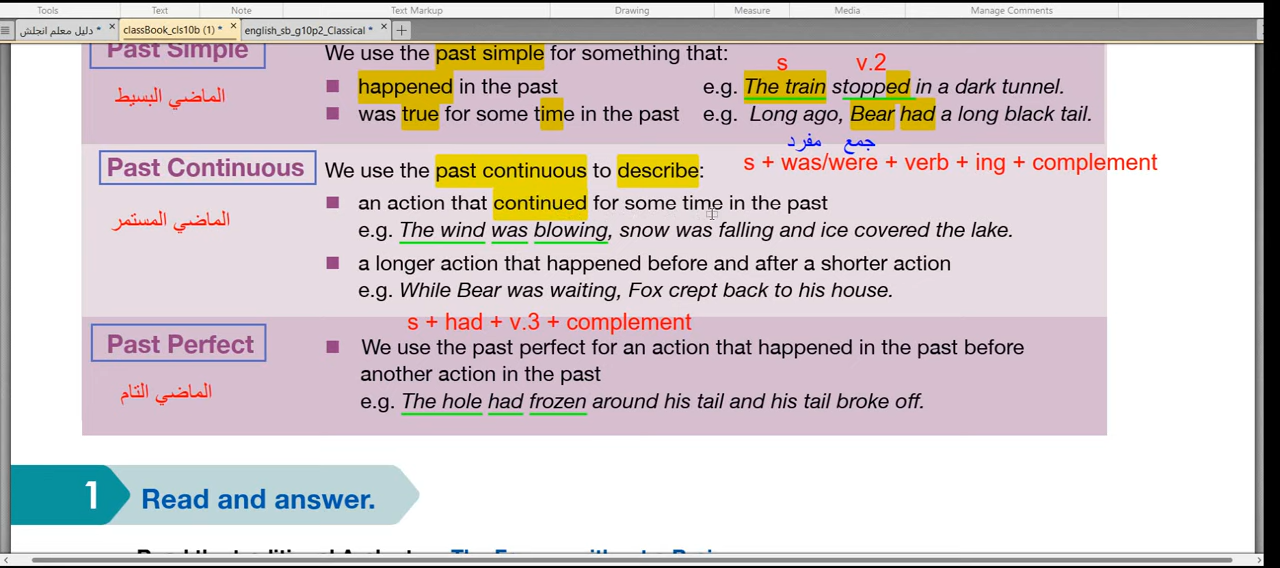 Tools Text Note Text Markup Drawing Measure Media Manage Comments
دليل معلم انجلش * classBook_cls10b (1) * english_sb_g10p2_Classical *
Past Simple We use the past simple for something that:
s v.2
الماضي البسيط
happened in the past e.g. The train stopped in a dark tunnel.
was true for some time in the past e.g. Long ago, Bear had a long black tail.
مفرد جمع
Past Continuous We use the past continuous to describe:
s + was/were + verb + ing + complement
الماضي المستمر
an action that continued for some time in the past
e.g. The wind was blowing, snow was falling and ice covered the lake.
a longer action that happened before and after a shorter action
e.g. While Bear was waiting, Fox crept back to his house.
s + had + v.3 + complement
Past Perfect We use the past perfect for an action that happened in the past before
another action in the past
الماضي التام
e.g. The hole had frozen around his tail and his tail broke off.
1 Read and answer.